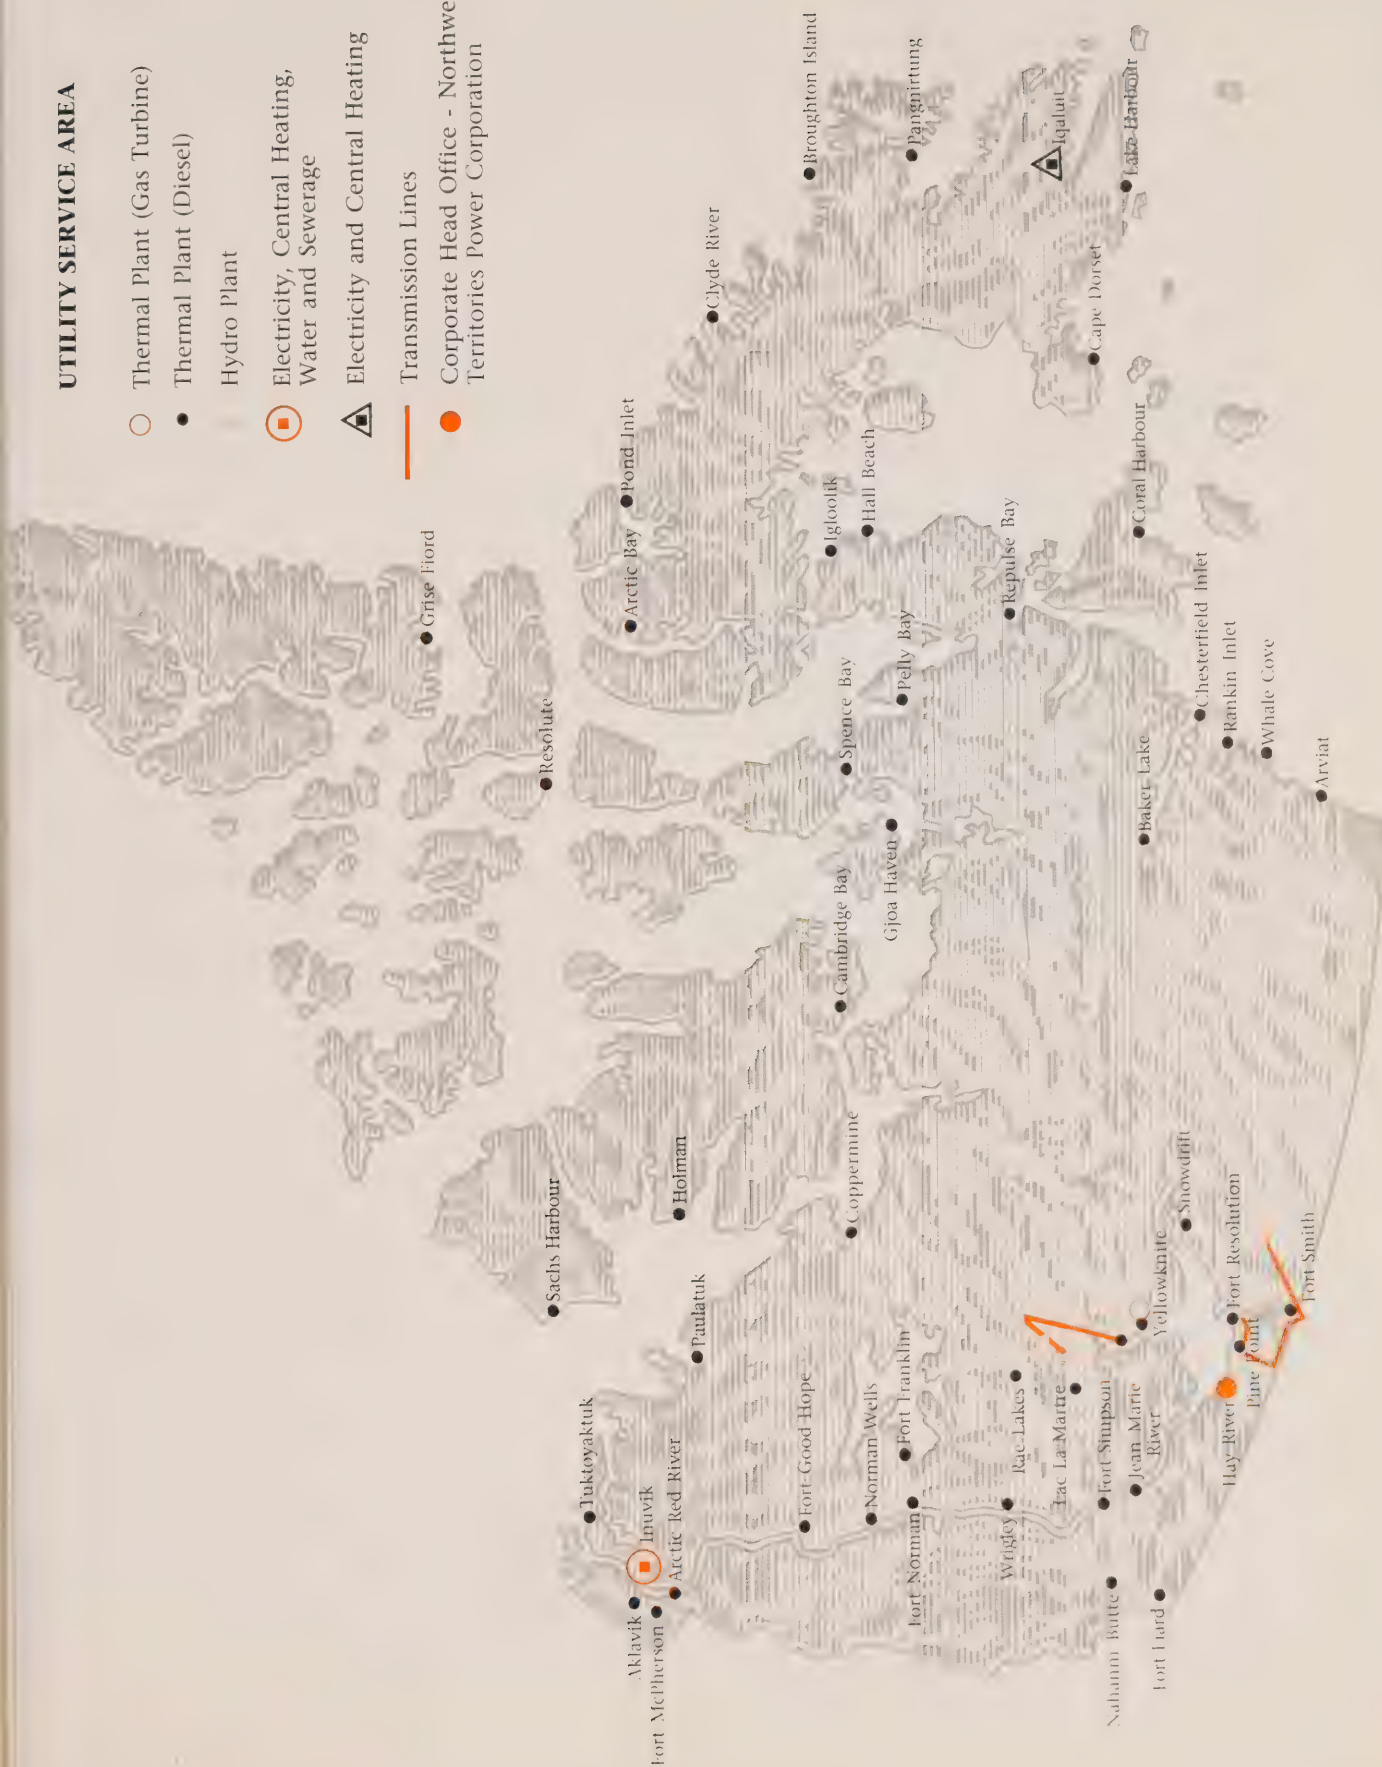 UTILITY SERVICE AREA
Thermal Plant (Gas Turbine)
Thermal Plant (Diesel)
Hydro Plant
Electricity, Central Heating,
Water and Sewerage
Electricity and Central Heating
Transmission Lines
Corporate Head Office - Northwe
Territories Power Corporation
Grise Fiord
Resolute
Arctic Bay
Pond Inlet
Clyde River
Broughton Island
Pangnirtung
Iqaluit
Lake Harbour
Cape Dorset
Coral Harbour
Igloolik
Hall Beach
Repulse Bay
Pelly Bay
Spence Bay
Gjoa Haven
Cambridge Bay
Chesterfield Inlet
Rankin Inlet
Whale Cove
Arviat
Baker Lake
Sachs Harbour
Holman
Paulatuk
Coppermine
Tuktoyaktuk
Inuvik
Aklavik
Fort McPherson
Arctic Red River
Fort Good Hope
Norman Wells
Fort Franklin
Fort Norman
Wrigley
Rae Lakes
Lac La Martre
Fort Simpson
Jean Marie
River
Nahanni Butte
Fort Liard
Yellowknife
Snowdrift
Fort Resolution
Pine Point
Hay River
Fort Smith